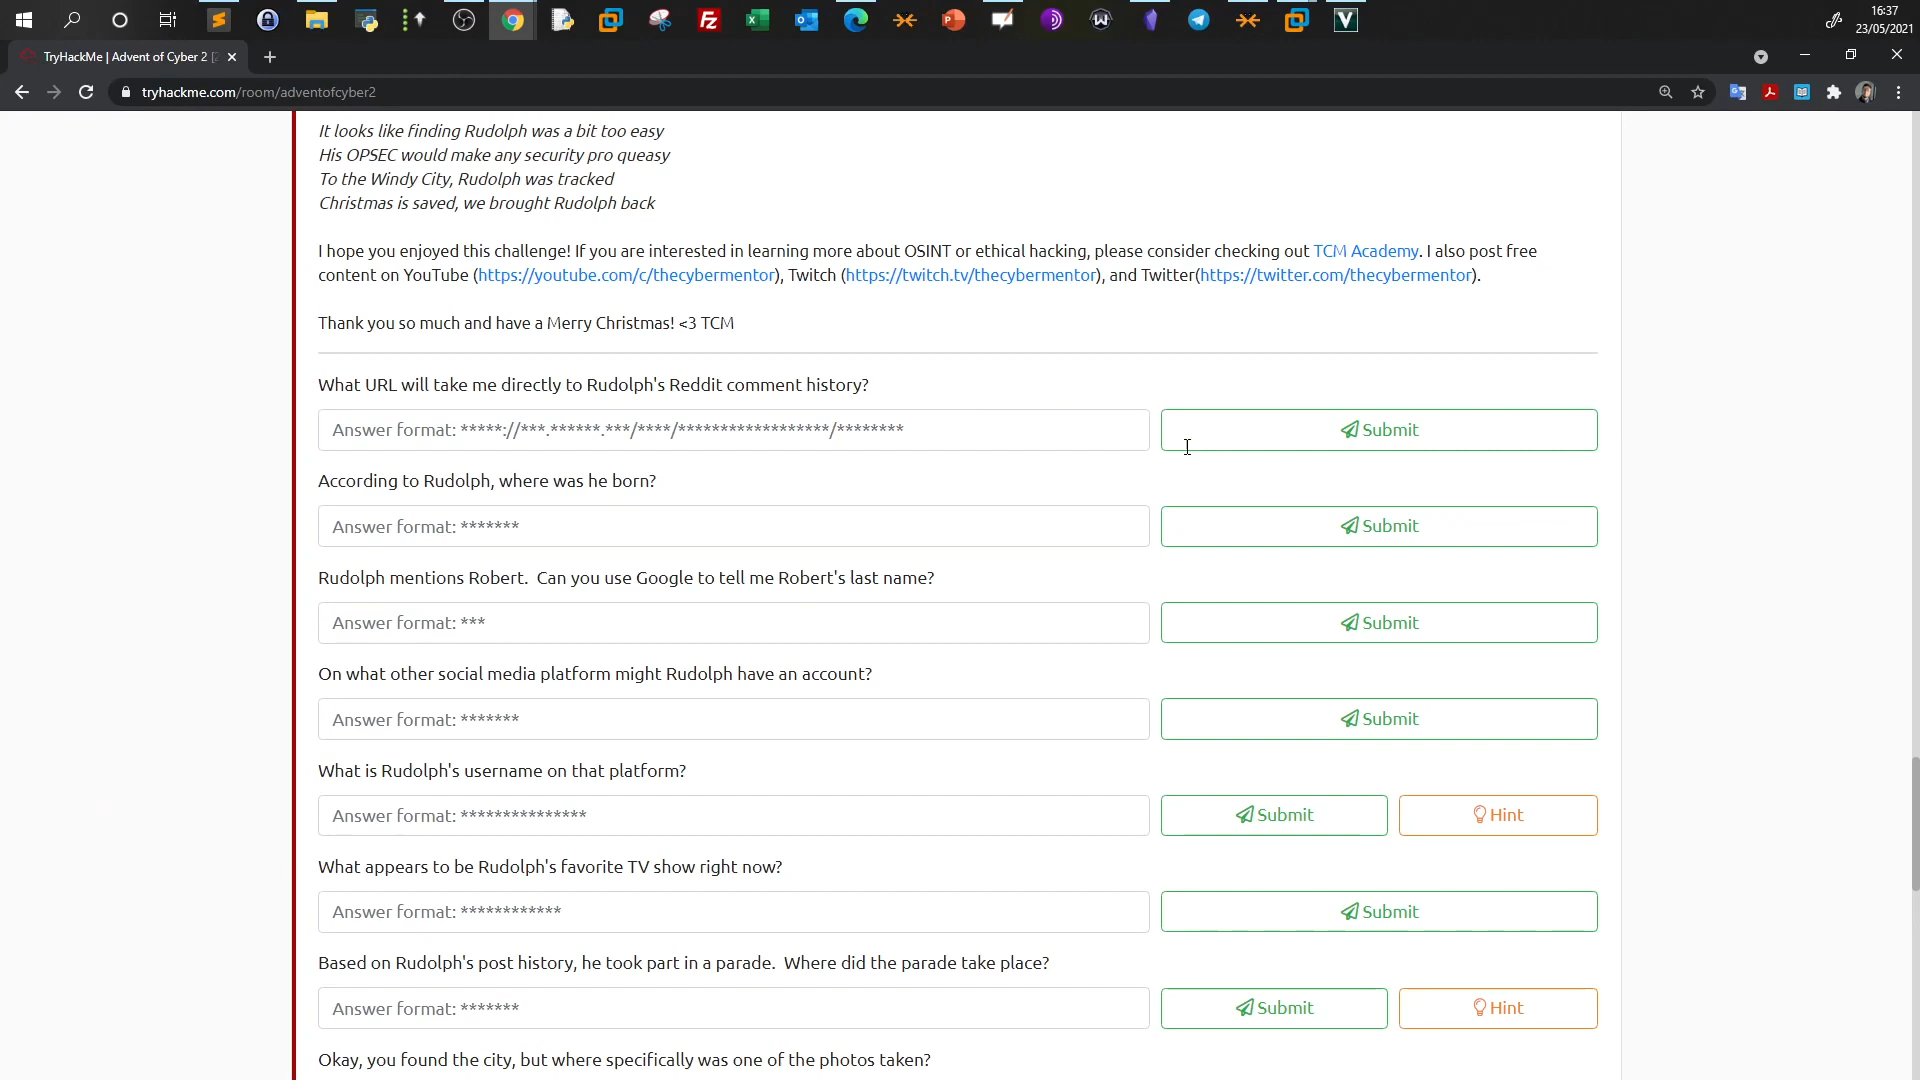 16:37
23/05/2021
TryHackMe | Advent of Cyber 2 [2
tryhackme.com/room/adventofcyber2
It looks like finding Rudolph was a bit too easy
His OPSEC would make any security pro queasy
To the Windy City, Rudolph was tracked
Christmas is saved, we brought Rudolph back
I hope you enjoyed this challenge! If you are interested in learning more about OSINT or ethical hacking, please consider checking out TCM Academy. I also post free
content on YouTube (https://youtube.com/c/thecybermentor), Twitch (https://twitch.tv/thecybermentor), and Twitter(https://twitter.com/thecybermentor).
Thank you so much and have a Merry Christmas! <3 TCM
What URL will take me directly to Rudolph's Reddit comment history?
Answer format: *****://***.******.***/****/******************/******** Submit
According to Rudolph, where was he born?
Answer format: ******* Submit
Rudolph mentions Robert.  Can you use Google to tell me Robert's last name?
Answer format: *** Submit
On what other social media platform might Rudolph have an account?
Answer format: ******* Submit
What is Rudolph's username on that platform?
Answer format: *************** Submit Hint
What appears to be Rudolph's favorite TV show right now?
Answer format: ************ Submit
Based on Rudolph's post history, he took part in a parade.  Where did the parade take place?
Answer format: ******* Submit Hint
Okay, you found the city, but where specifically was one of the photos taken?